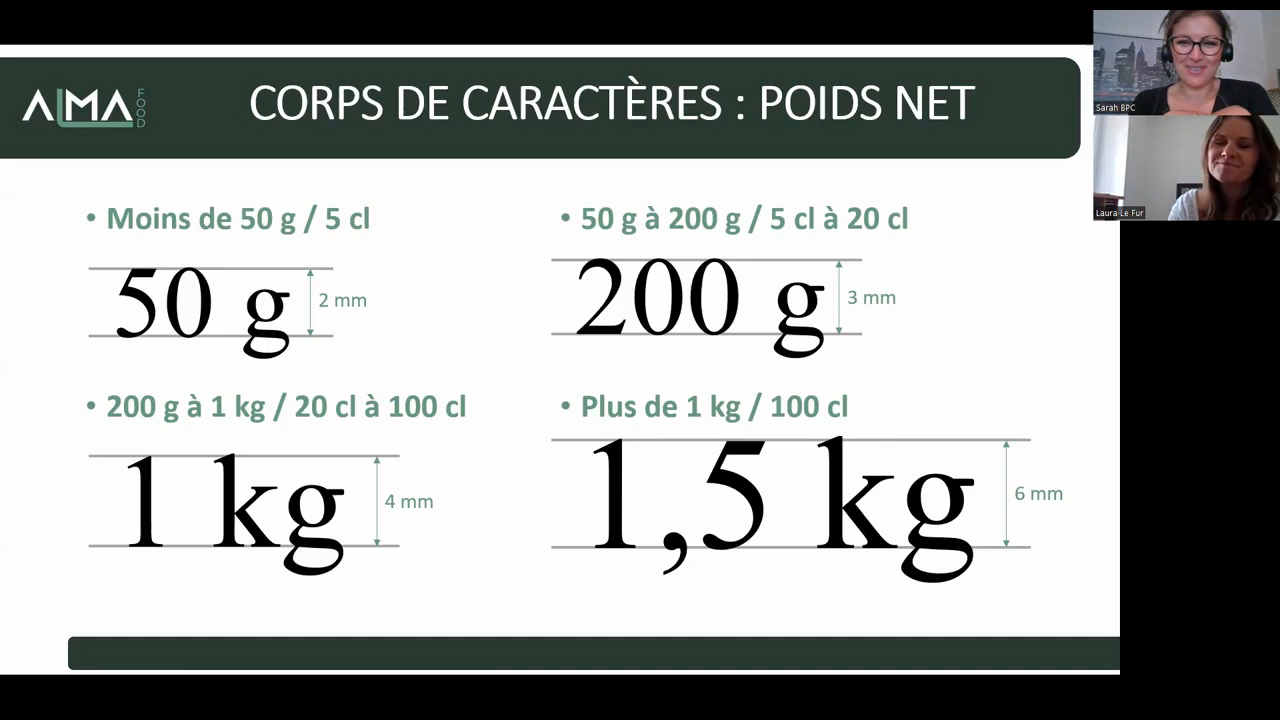 ALMA FOOD
CORPS DE CARACTÈRES : POIDS NET
• Moins de 50 g / 5 cl
50 g
2 mm
• 50 g à 200 g / 5 cl à 20 cl
200 g
3 mm
• 200 g à 1 kg / 20 cl à 100 cl
1 kg
4 mm
• Plus de 1 kg / 100 cl
1,5 kg
6 mm
Sarah BPC
Laura Le Fur